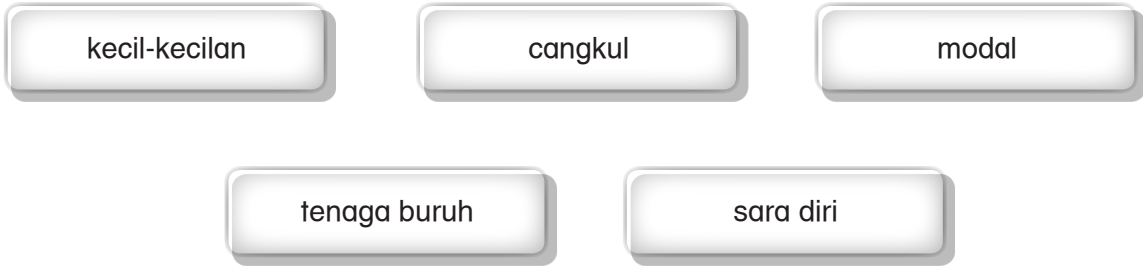 kecil-kecilan
cangkul
modal
tenaga buruh
sara diri